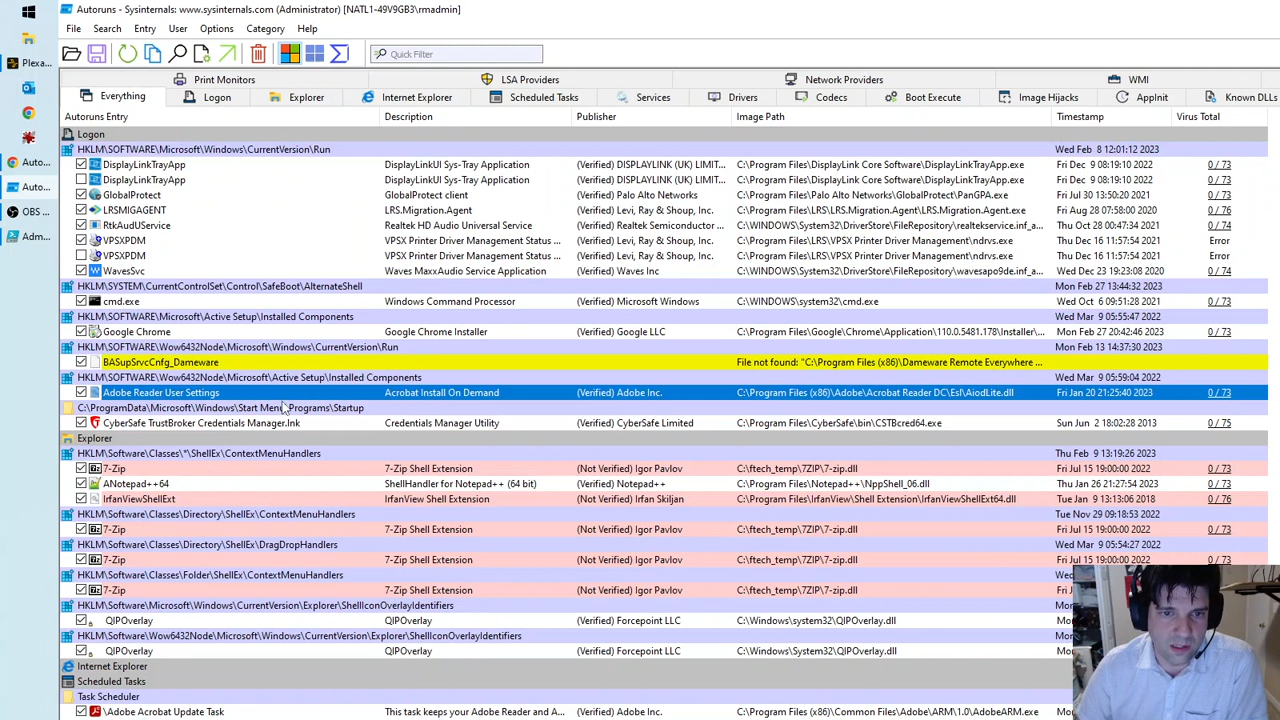 Autoruns - Sysinternals: www.sysinternals.com (Administrator) [NATL1-49V9GB3\rmadmin]
File Search Entry User Options Category Help
Quick Filter
Print Monitors LSA Providers Network Providers WMI
Everything Logon Explorer Internet Explorer Scheduled Tasks Services Drivers Codecs Boot Execute Image Hijacks AppInit Known DLLs
Autoruns Entry Description Publisher Image Path Timestamp Virus Total
Logon
HKLM\SOFTWARE\Microsoft\Windows\CurrentVersion\Run Wed Feb 8 12:01:12 2023
DisplayLinkTrayApp DisplayLinkUI Sys-Tray Application (Verified) DISPLAYLINK (UK) LIMIT... C:\Program Files\DisplayLink Core Software\DisplayLinkTrayApp.exe Fri Dec 9 08:19:10 2022 0 / 73
DisplayLinkTrayApp DisplayLinkUI Sys-Tray Application (Verified) DISPLAYLINK (UK) LIMIT... C:\Program Files\DisplayLink Core Software\DisplayLinkTrayApp.exe Fri Dec 9 08:19:10 2022 0 / 73
GlobalProtect GlobalProtect client (Verified) Palo Alto Networks C:\Program Files\Palo Alto Networks\GlobalProtect\PanGPA.exe Fri Jul 30 13:50:20 2021 0 / 73
LRSMIGAGENT LRS.Migration.Agent (Verified) Levi, Ray & Shoup, Inc. C:\Program Files\LRS\LRS.Migration.Agent\LRS.Migration.Agent.exe Fri Aug 28 07:58:00 2020 0 / 76
RtkAudUService Realtek HD Audio Universal Service (Verified) Realtek Semiconductor ... C:\WINDOWS\System32\DriverStore\FileRepository\realtekservice.inf_a... Thu Oct 28 00:47:34 2021 0 / 73
VPSXPDM VPSX Printer Driver Management Status ... (Verified) Levi, Ray & Shoup, Inc. C:\Program Files\LRS\VPSX Printer Driver Management\ndrvs.exe Thu Dec 16 11:57:54 2021 Error
VPSXPDM VPSX Printer Driver Management Status ... (Verified) Levi, Ray & Shoup, Inc. C:\Program Files\LRS\VPSX Printer Driver Management\ndrvs.exe Thu Dec 16 11:57:54 2021 Error
WavesSvc Waves MaxxAudio Service Application (Verified) Waves Inc C:\WINDOWS\System32\DriverStore\FileRepository\wavesapo9de.inf_... Wed Dec 23 19:23:08 2020 0 / 74
HKLM\SYSTEM\CurrentControlSet\Control\SafeBoot\AlternateShell Mon Feb 27 13:44:32 2023
cmd.exe Windows Command Processor (Verified) Microsoft Windows C:\WINDOWS\system32\cmd.exe Wed Oct 6 09:51:28 2021 0 / 73
HKLM\SOFTWARE\Microsoft\Active Setup\Installed Components Wed Mar 9 05:55:47 2022
Google Chrome Google Chrome Installer (Verified) Google LLC C:\Program Files\Google\Chrome\Application\110.0.5481.178\Installer\... Mon Feb 27 20:42:46 2023 0 / 73
HKLM\SOFTWARE\Wow6432Node\Microsoft\Windows\CurrentVersion\Run Mon Feb 13 14:37:30 2023
BASupSrvcCnfg_Dameware File not found: "C:\Program Files (x86)\Dameware Remote Everywhere ...
HKLM\SOFTWARE\Wow6432Node\Microsoft\Active Setup\Installed Components Wed Mar 9 05:59:04 2022
Adobe Reader User Settings Acrobat Install On Demand (Verified) Adobe Inc. C:\Program Files (x86)\Adobe\Acrobat Reader DC\Esl\AiodLite.dll Fri Jan 20 21:25:40 2023 0 / 73
C:\ProgramData\Microsoft\Windows\Start Menu\Programs\Startup
CyberSafe TrustBroker Credentials Manager.lnk Credentials Manager Utility (Verified) CyberSafe Limited C:\Program Files\CyberSafe\bin\CSTBcred64.exe Sun Jun 2 18:02:28 2013 0 / 75
Explorer
HKLM\Software\Classes\*\ShellEx\ContextMenuHandlers Thu Feb 9 13:19:26 2023
7-Zip 7-Zip Shell Extension (Not Verified) Igor Pavlov C:\ftech_temp\7ZIP\7-zip.dll Fri Jul 15 19:00:00 2022 0 / 73
ANotepad++64 ShellHandler for Notepad++ (64 bit) (Verified) Notepad++ C:\Program Files\Notepad++\NppShell_06.dll Thu Jan 26 21:27:54 2023 0 / 73
IrfanViewShellExt IrfanView Shell Extension (Not Verified) Irfan Skiljan C:\Program Files\IrfanView\Shell Extension\IrfanViewShellExt64.dll Tue Jan 9 13:13:06 2018 0 / 76
HKLM\Software\Classes\Directory\ShellEx\ContextMenuHandlers Tue Nov 29 08:11:04 2022
7-Zip 7-Zip Shell Extension (Not Verified) Igor Pavlov C:\ftech_temp\7ZIP\7-zip.dll Fri Jul 15 19:00:00 2022 0 / 73
HKLM\Software\Classes\Directory\ShellEx\DragDropHandlers Wed Mar 9 05:54:27 2022
7-Zip 7-Zip Shell Extension (Not Verified) Igor Pavlov C:\ftech_temp\7ZIP\7-zip.dll Fri Jul 15 19:00:00 2022 0 / 73
HKLM\Software\Classes\Folder\ShellEx\ContextMenuHandlers Wed
7-Zip 7-Zip Shell Extension (Not Verified) Igor Pavlov C:\ftech_temp\7ZIP\7-zip.dll Fri
HKLM\Software\Microsoft\Windows\CurrentVersion\Explorer\ShellIconOverlayIdentifiers Mo
QIPOverlay QIPOverlay (Verified) Forcepoint LLC C:\Windows\system32\QIPOverlay.dll Mo
HKLM\Software\Wow6432Node\Microsoft\Windows\CurrentVersion\Explorer\ShellIconOverlayIdentifiers Mo
QIPOverlay QIPOverlay (Verified) Forcepoint LLC C:\Windows\System32\QIPOverlay.dll Mo
Internet Explorer
Scheduled Tasks
Task Scheduler
\Adobe Acrobat Update Task This task keeps your Adobe Reader and A... (Verified) Adobe Inc. C:\Program Files (x86)\Common Files\Adobe\ARM\1.0\AdobeARM.exe
Plexa...
Auto...
Auto...
OBS ...
Adm...